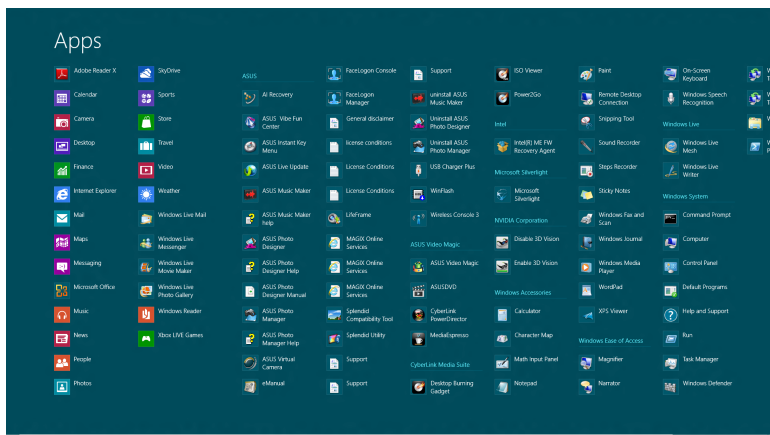 Apps
Adobe Reader X
Calendar
Camera
Desktop
Finance
Internet Explorer
Mail
Maps
Messaging
Microsoft Office
Music
News
People
Photos
SkyDrive
Sports
Store
Travel
Video
Weather
Windows Live Mail
Windows Live
Messenger
Windows Live
Movie Maker
Windows Live
Photo Gallery
Windows Reader
Xbox LIVE Games
ASUS
AI Recovery
ASUS Vibe Fun
Center
ASUS Instant Key
Menu
ASUS Live Update
ASUS Music Maker
ASUS Music Maker
help
ASUS Photo
Designer
ASUS Photo
Designer Help
ASUS Photo
Designer Manual
ASUS Photo
Manager
ASUS Photo
Manager Help
ASUS Virtual
Camera
eManual
FaceLogon Console
FaceLogon
Manager
General disclaimer
license conditions
License Conditions
License Conditions
LifeFrame
MAGIX Online
Services
MAGIX Online
Services
MAGIX Online
Services
Splendid
Compatibility Tool
Splendid Utility
Support
Support
Support
uninstall ASUS
Music Maker
Uninstall ASUS
Photo Designer
Uninstall ASUS
Photo Manager
USB Charger Plus
WinFlash
Wireless Console 3
ASUS Video Magic
ASUS Video Magic
ASUSDVD
CyberLink
PowerDirector
MediaEspresso
CyberLink Media Suite
Desktop Burning
Gadget
ISO Viewer
Power2Go
Intel
Intel(R) ME FW
Recovery Agent
Microsoft Silverlight
Microsoft
Silverlight
NVIDIA Corporation
Disable 3D Vision
Enable 3D Vision
Windows Accessories
Calculator
Character Map
Math Input Panel
Notepad
Paint
Remote Desktop
Connection
Snipping Tool
Sound Recorder
Steps Recorder
Sticky Notes
Windows Fax and
Scan
Windows Journal
Windows Media
Player
WordPad
XPS Viewer
Windows Ease of Access
Magnifier
Narrator
On-Screen
Keyboard
Windows Speech
Recognition
Windows Live
Windows Live
Mesh
Windows Live
Writer
Windows System
Command Prompt
Computer
Control Panel
Default Programs
Help and Support
Run
Task Manager
Windows Defender